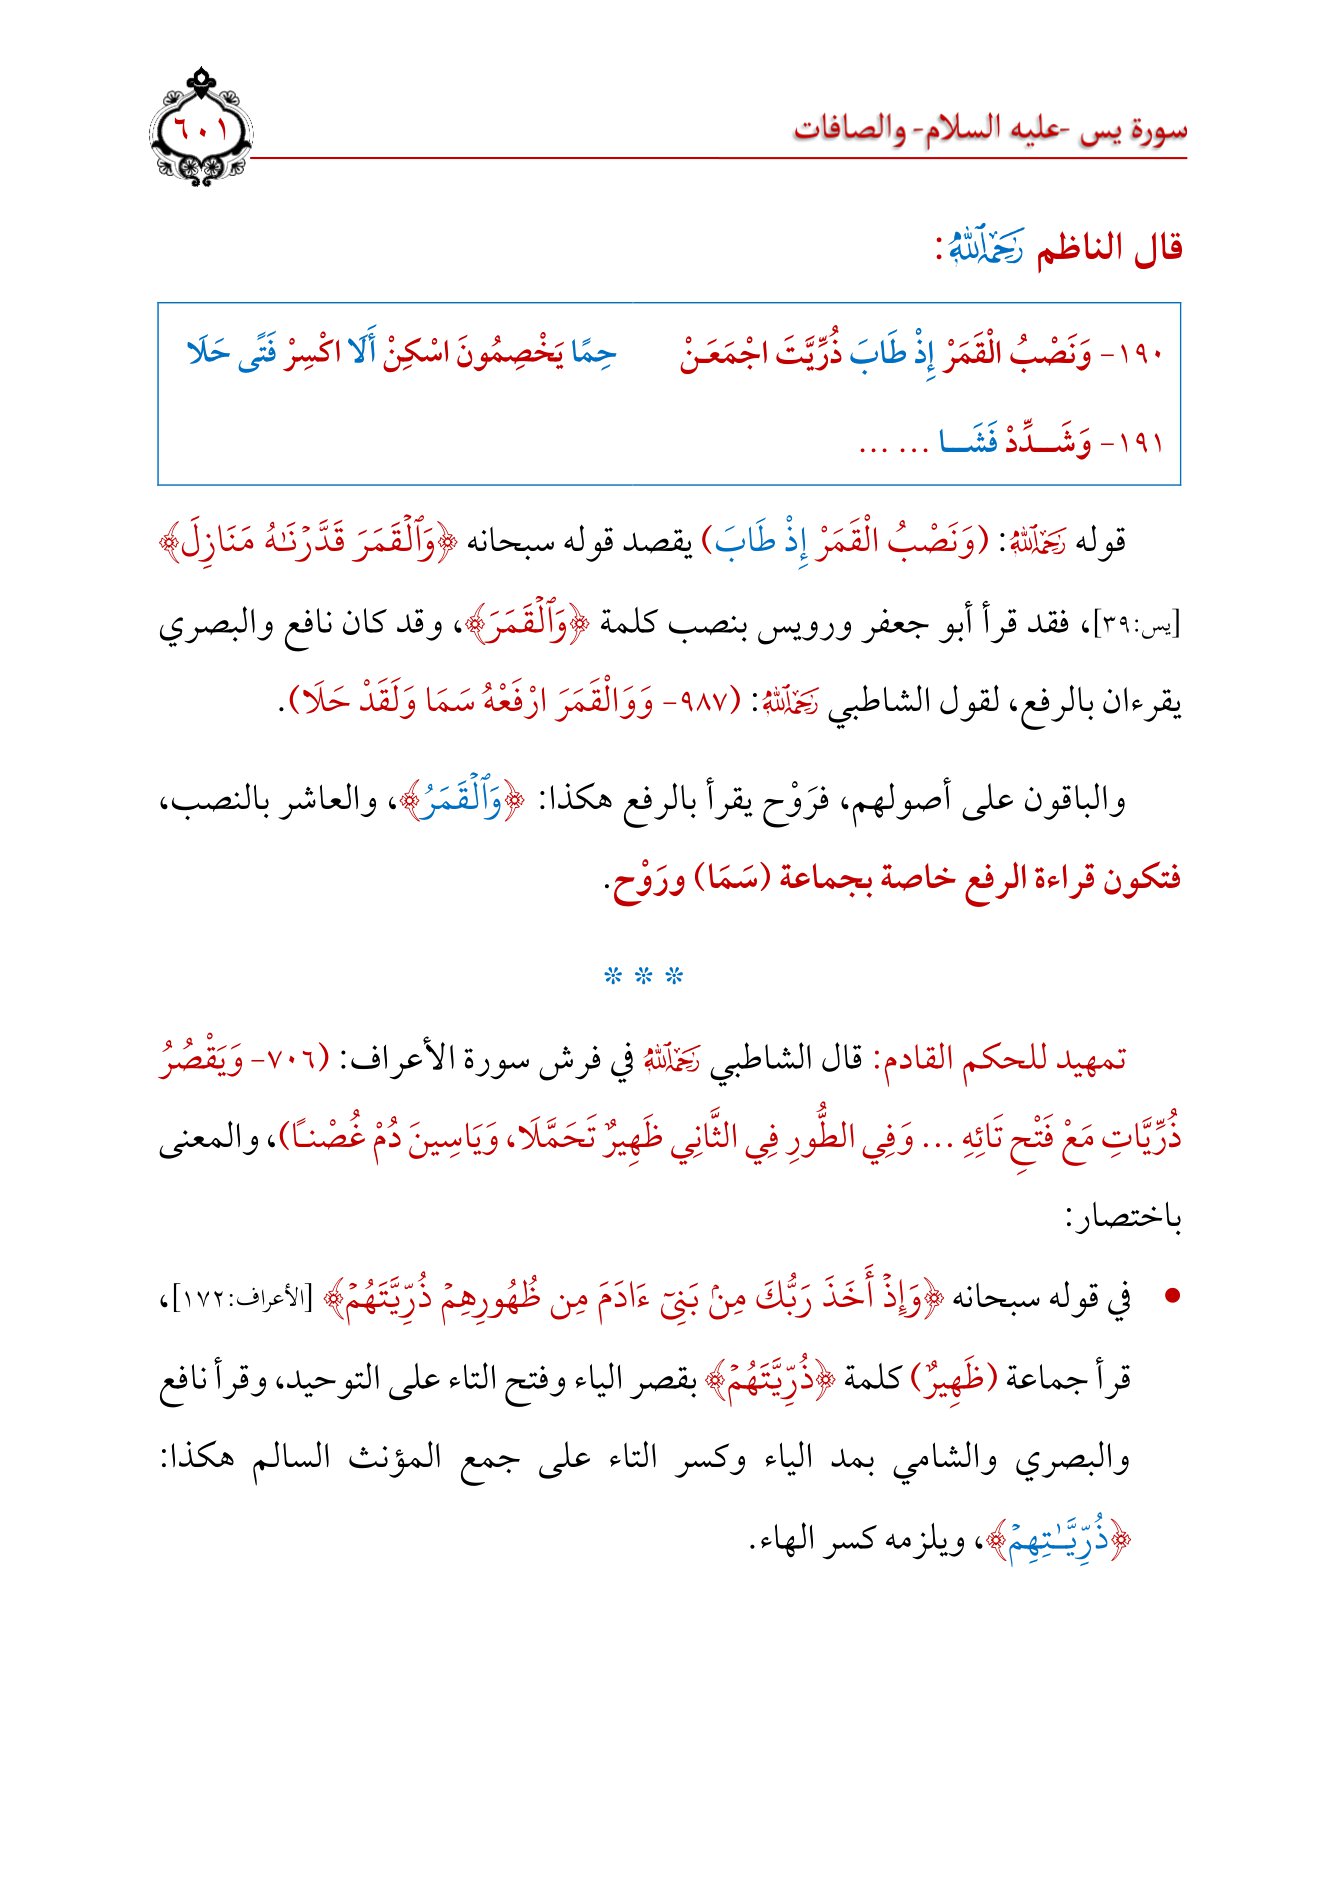 سورة يس -عليه السلام- والصافات
٦٠١
قال الناظم رَحِمَهُ ٱللَّهُ:
١٩٠- وَنَصْبُ الْقَمَرْ إِذْ طَابَ ذُرِّيَّتَ اجْمَعَـنْ حِمًا يَخْصِمُونَ اسْكِنْ أَلَا اكْسِرْ فَتًى حَلَا
١٩١- وَشَـــدِّدْ فَشَـــا ... ...
قوله رَحِمَهُ ٱللَّهُ: (وَنَصْبُ الْقَمَرْ إِذْ طَابَ) يقصد قوله سبحانه ﴿وَٱلْقَمَرَ قَدَّرْنَـٰهُ مَنَازِلَ﴾
[يس:٣٩]، فقد قرأ أبو جعفر ورويس بنصب كلمة ﴿وَٱلْقَمَرَ﴾، وقد كان نافع والبصري
يقرءان بالرفع، لقول الشاطبي رَحِمَهُ ٱللَّهُ: (٩٨٧- وَوَالْقَمَرَ ارْفَعْهُ سَمَا وَلَقَدْ حَلَا).
والباقون على أصولهم، فرَوْح يقرأ بالرفع هكذا: ﴿وَٱلْقَمَرُ﴾، والعاشر بالنصب،
فتكون قراءة الرفع خاصة بجماعة (سَمَا) ورَوْح.
* * *
تمهيد للحكم القادم: قال الشاطبي رَحِمَهُ ٱللَّهُ في فرش سورة الأعراف: (٧٠٦- وَيَقْصُرُ
ذُرِّيَّاتِ مَعْ فَتْحِ تَائِهِ ... وَفِي الطُّورِ فِي الثَّانِي ظَهِيرٌ تَحَمَّلَا، وَيَاسِينَ دُمْ غُصْنـًا)، والمعنى
باختصار:
● في قوله سبحانه ﴿وَإِذْ أَخَذَ رَبُّكَ مِنۢ بَنِىٓ ءَادَمَ مِن ظُهُورِهِمْ ذُرِّيَّتَهُمْ﴾ [الأعراف:١٧٢]،
قرأ جماعة (ظَهِيرٌ) كلمة ﴿ذُرِّيَّتَهُمْ﴾ بقصر الياء وفتح التاء على التوحيد، وقرأ نافع
والبصري والشامي بمد الياء وكسر التاء على جمع المؤنث السالم هكذا:
﴿ذُرِّيَّـٰتِهِمْ﴾، ويلزمه كسر الهاء.